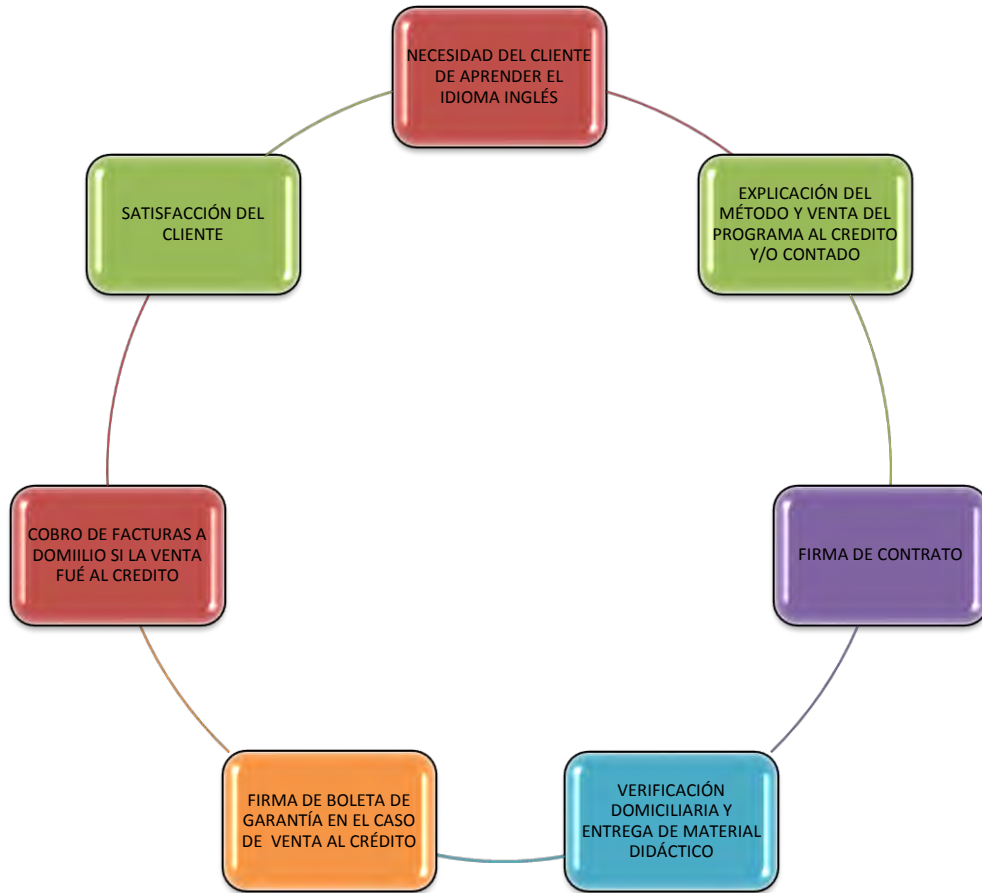 NECESIDAD DEL CLIENTE
DE APRENDER EL
IDIOMA INGLÉS
EXPLICACIÓN DEL
MÉTODO Y VENTA DEL
PROGRAMA AL CREDITO
Y/O CONTADO
FIRMA DE CONTRATO
VERIFICACIÓN
DOMICILIARIA Y
ENTREGA DE MATERIAL
DIDÁCTICO
FIRMA DE BOLETA DE
GARANTÍA EN EL CASO
DE VENTA AL CRÉDITO
COBRO DE FACTURAS A
DOMIILIO SI LA VENTA
FUÉ AL CREDITO
SATISFACCIÓN DEL
CLIENTE